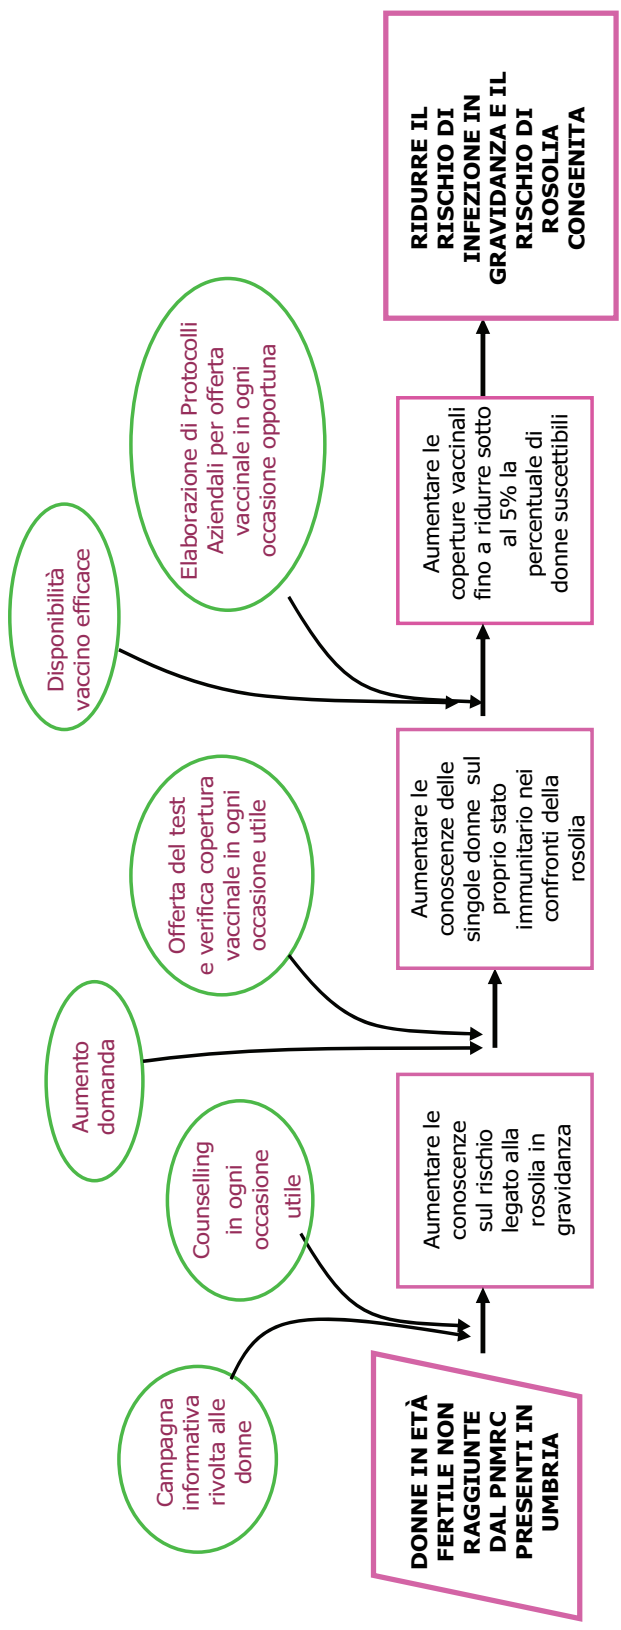 DONNE IN ETÀ
FERTILE NON
RAGGIUNTE
DAL PNMRC
PRESENTI IN
UMBRIA
Campagna
informativa
rivolta alle
donne
Counselling
in ogni
occasione
utile
Aumentare le
conoscenze
sul rischio
legato alla
rosolia in
gravidanza
Aumento
domanda
Offerta del test
e verifica copertura
vaccinale in ogni
occasione utile
Aumentare le
conoscenze delle
singole donne sul
proprio stato
immunitario nei
confronti della
rosolia
Disponibilità
vaccino efficace
Elaborazione di Protocolli
Aziendali per offerta
vaccinale in ogni
occasione opportuna
Aumentare le
coperture vaccinali
fino a ridurre sotto
al 5% la
percentuale di
donne suscettibili
RIDURRE IL
RISCHIO DI
INFEZIONE IN
GRAVIDANZA E IL
RISCHIO DI
ROSOLIA
CONGENITA